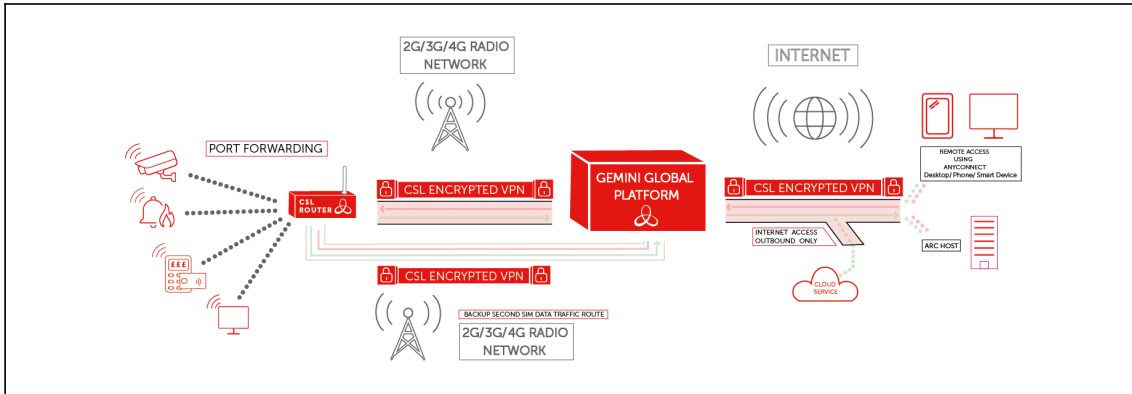 2G/3G/4G RADIO
NETWORK
INTERNET
PORT FORWARDING
CSL
ROUTER
CSL ENCRYPTED VPN
GEMINI GLOBAL
PLATFORM
CSL ENCRYPTED VPN
REMOTE ACCESS
USING
ANYCONNECT
Desktop/Phone/Smart Device
INTERNET ACCESS
OUTBOUND ONLY
ARC HOST
£££
CSL ENCRYPTED VPN
CLOUD
SERVICE
BACKUP SECOND SIM DATA TRAFFIC ROUTE
2G/3G/4G RADIO
NETWORK